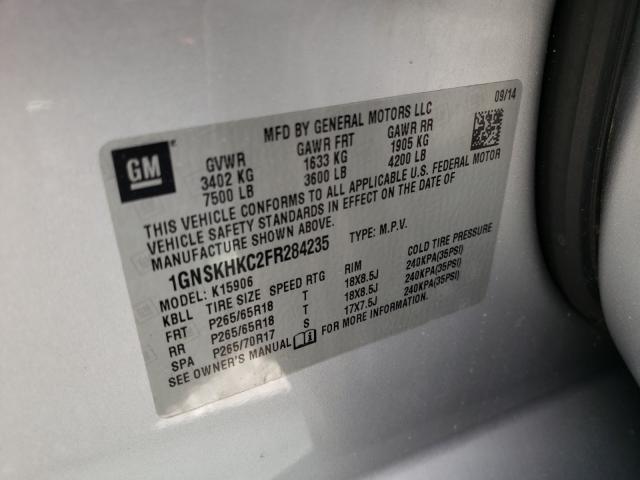 09/14
MFD BY GENERAL MOTORS LLC
GM
GVWR GAWR FRT GAWR RR
3402 KG 1633 KG 1905 KG
7500 LB 3600 LB 4200 LB
THIS VEHICLE CONFORMS TO ALL APPLICABLE U.S. FEDERAL MOTOR
VEHICLE SAFETY STANDARDS IN EFFECT ON THE DATE OF
MANUFACTURE SHOWN ABOVE.
1GNSKHKC2FR284235 TYPE: M.P.V.
MODEL: K15906
KBLL TIRE SIZE SPEED RTG RIM COLD TIRE PRESSURE
FRT P265/65R18 T 18X8.5J 240KPA(35PSI)
RR P265/65R18 T 18X8.5J 240KPA(35PSI)
SPA P265/70R17 S 17X7.5J 240KPA(35PSI)
SEE OWNER'S MANUAL FOR MORE INFORMATION.